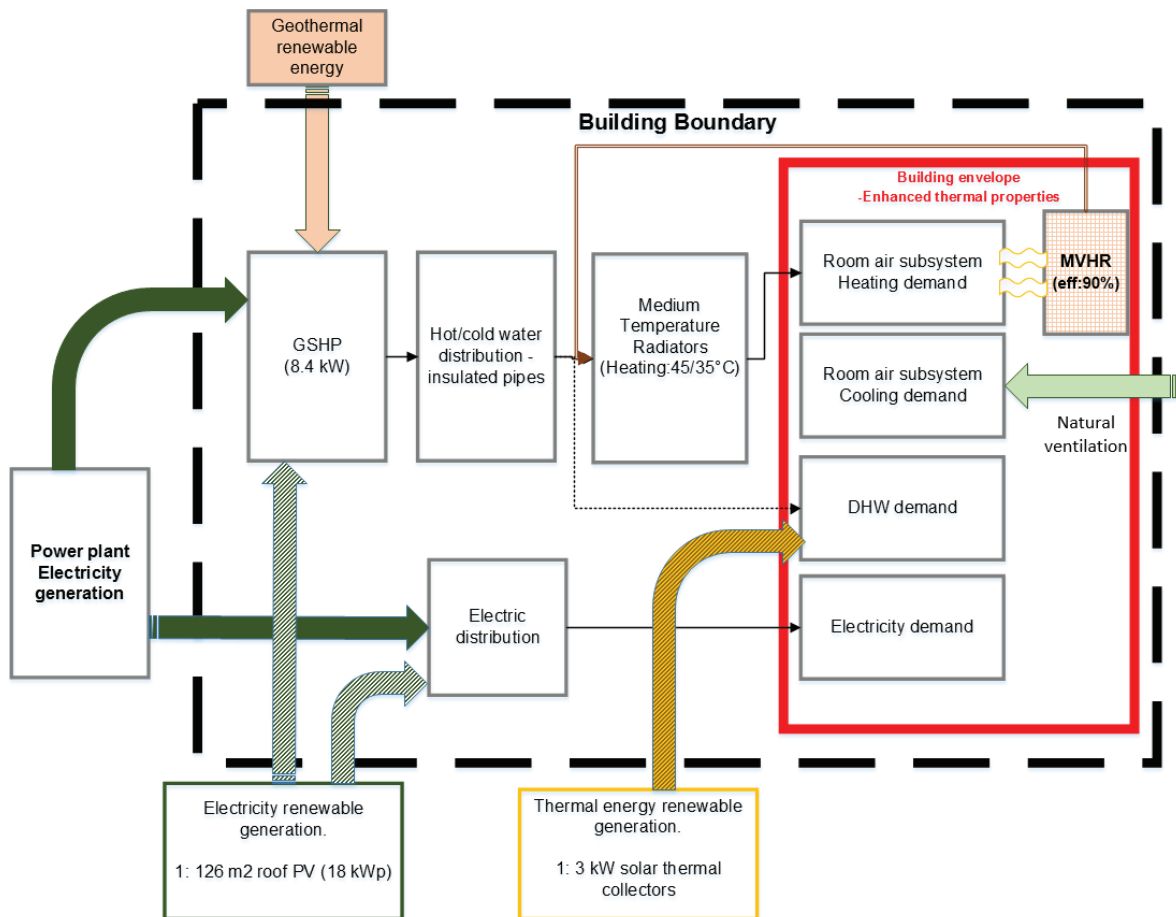 Geothermal
renewable
energy
Building Boundary
Building envelope
-Enhanced thermal properties
GSHP
(8.4 kW)
Hot/cold water
distribution -
insulated pipes
Medium
Temperature
Radiators
(Heating:45/35°C)
Room air subsystem
Heating demand
MVHR
(eff:90%)
Room air subsystem
Cooling demand
Natural
ventilation
Power plant
Electricity
generation
DHW demand
Electric
distribution
Electricity demand
Electricity renewable
generation.
1: 126 m2 roof PV (18 kWp)
Thermal energy renewable
generation.
1: 3 kW solar thermal
collectors